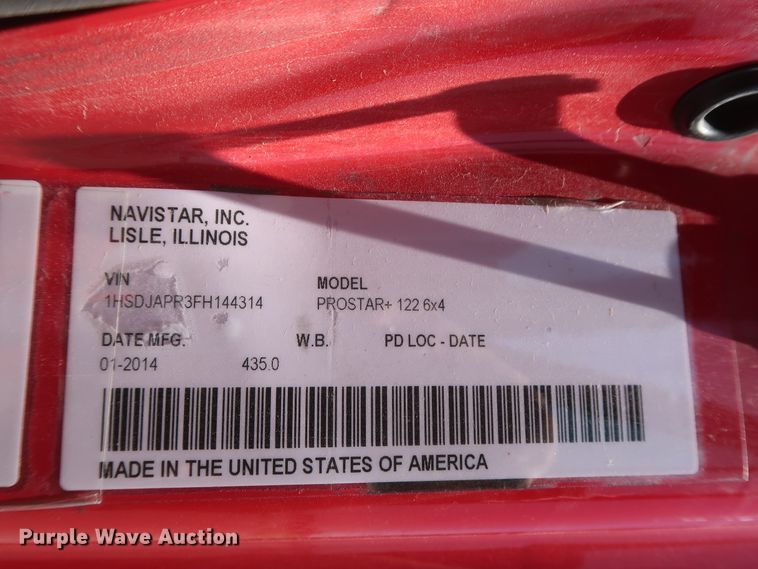 NAVISTAR, INC.
LISLE, ILLINOIS
VIN MODEL
1HSDJAPR3FH144314 PROSTAR+ 122 6x4
DATE MFG. W.B. PD LOC - DATE
01-2014 435.0
MADE IN THE UNITED STATES OF AMERICA
Purple Wave Auction